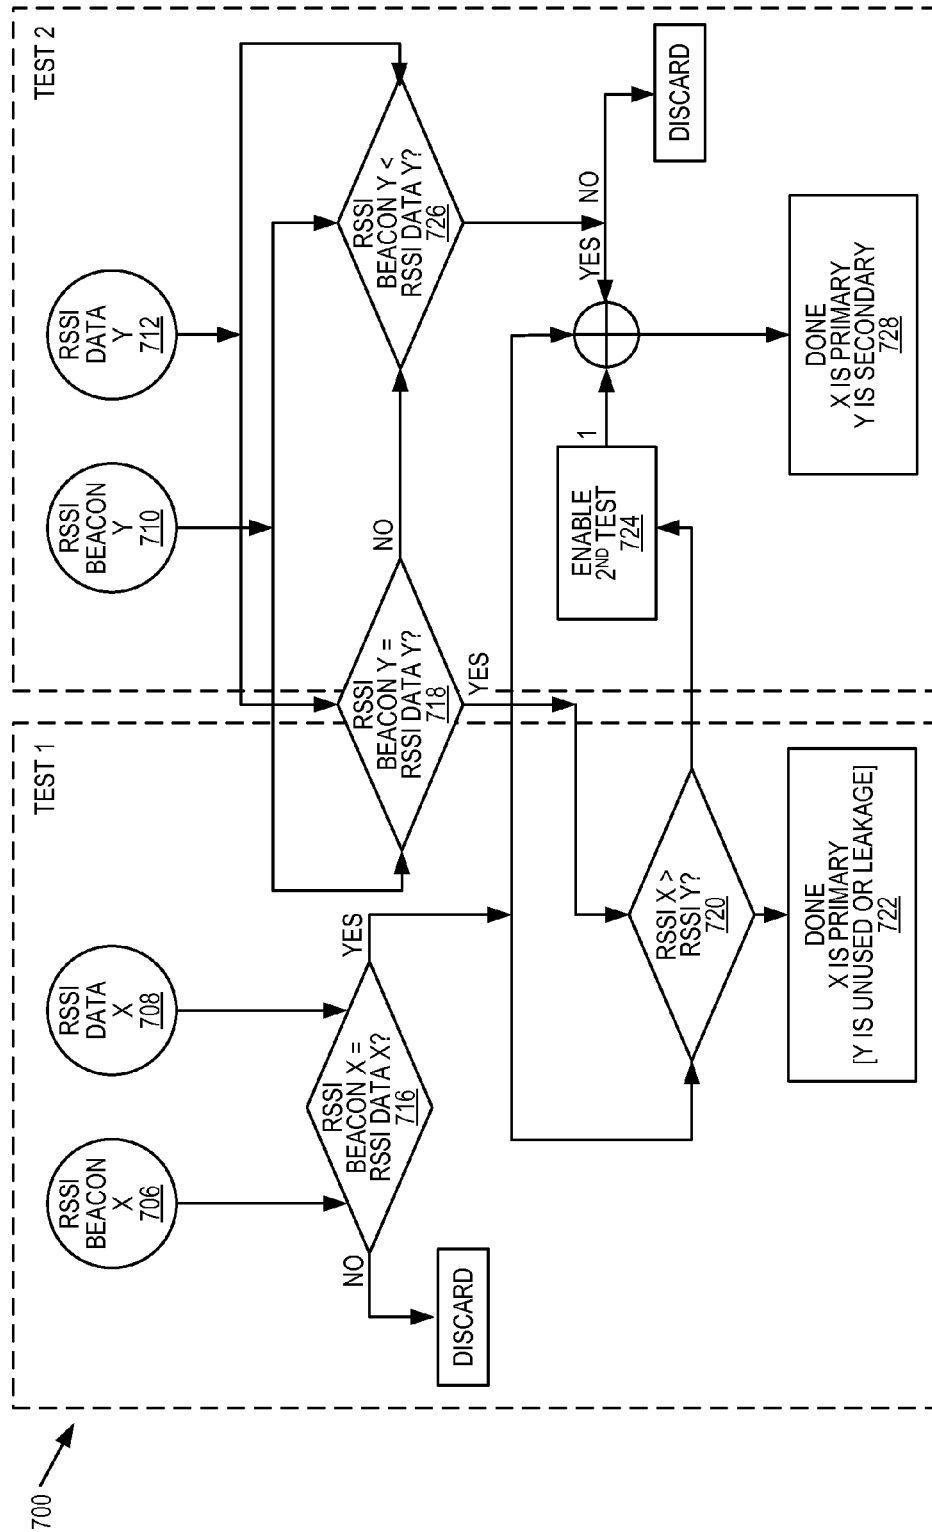 700
TEST 1
RSSI
BEACON
X
706
RSSI
DATA
X
708
RSSI
BEACON X =
RSSI DATA X?
716
NO
YES
DISCARD
RSSI X >
RSSI Y?
720
DONE
X IS PRIMARY
[Y IS UNUSED OR LEAKAGE]
722
TEST 2
RSSI
BEACON
Y
710
RSSI
DATA
Y
712
RSSI
BEACON Y =
RSSI DATA Y?
718
NO
YES
RSSI
BEACON Y <
RSSI DATA Y?
726
ENABLE
2ND TEST
724
1
YES
NO
DISCARD
DONE
X IS PRIMARY
Y IS SECONDARY
728